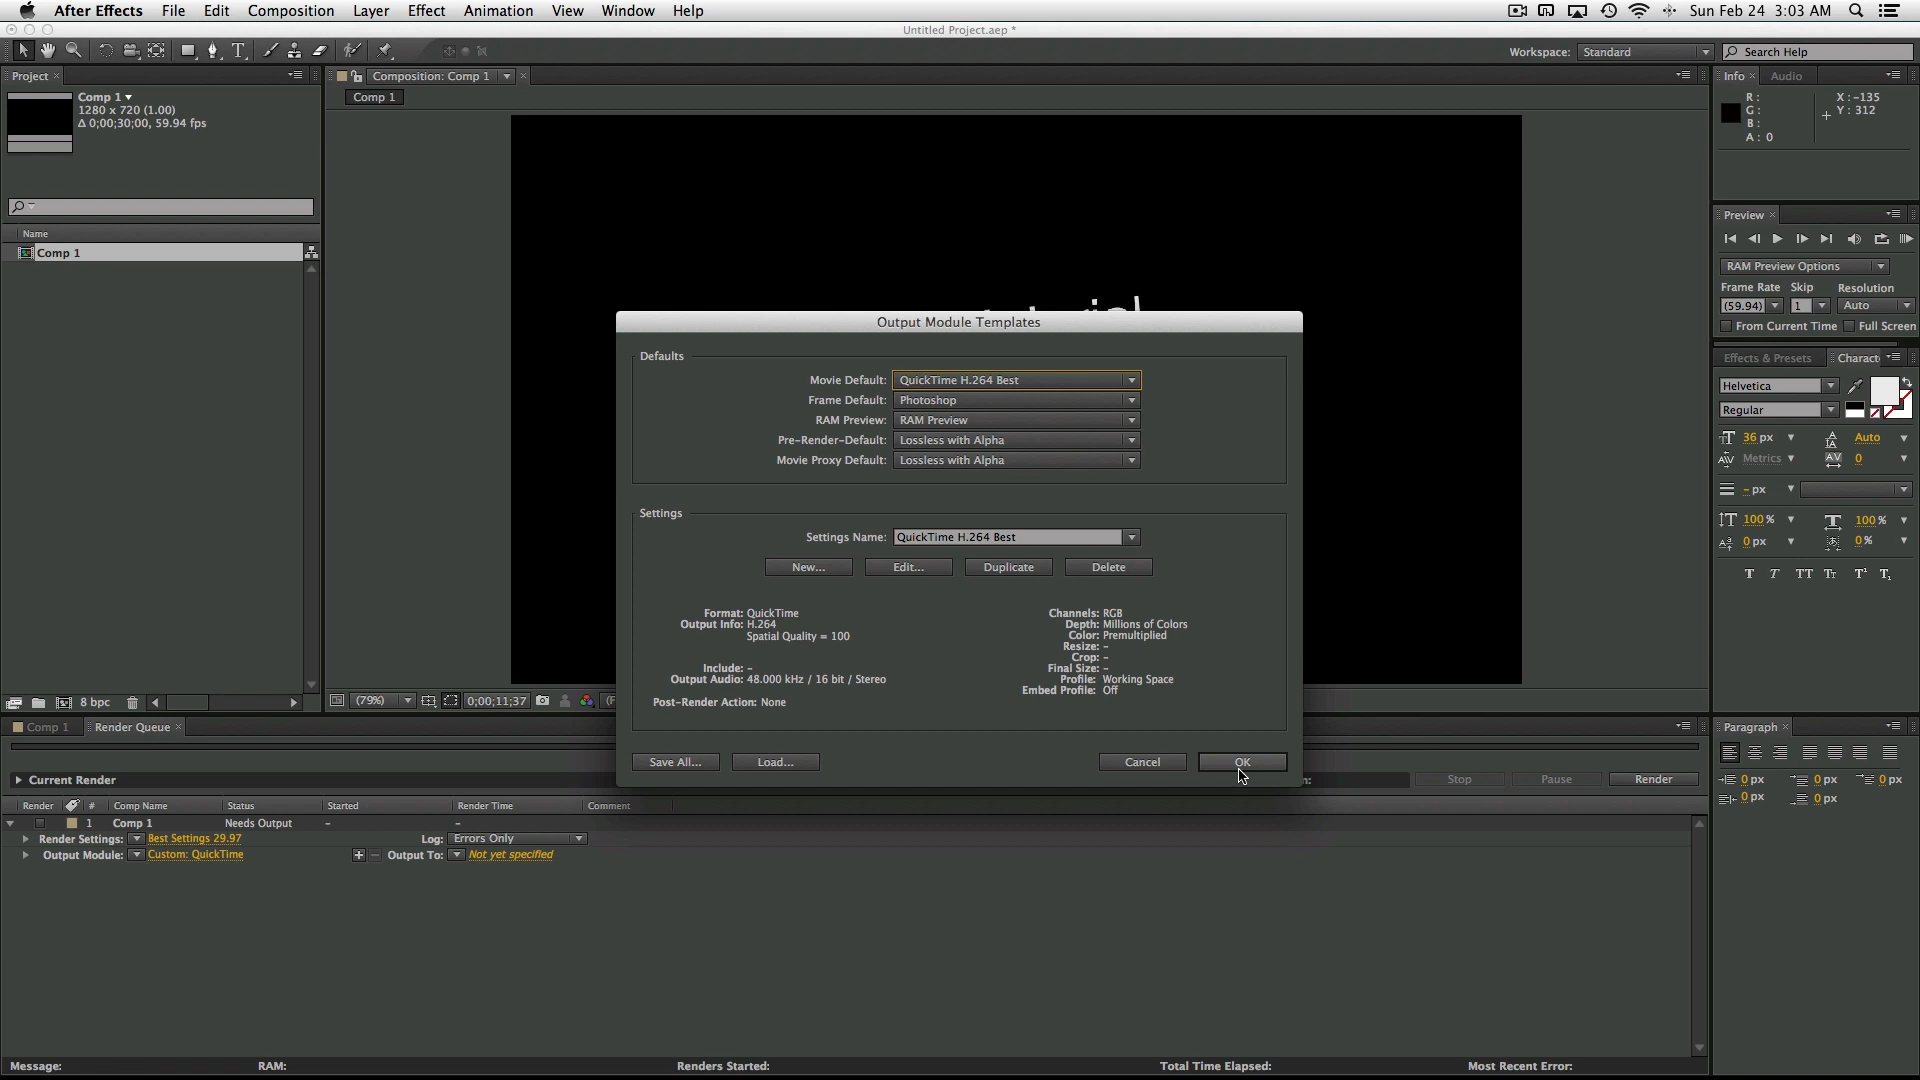 After Effects File Edit Composition Layer Effect Animation View Window Help Sun Feb 24 3:03 AM
Untitled Project.aep *
Workspace: Standard Search Help
Project Composition: Comp 1 Info Audio
Comp 1
1280 x 720 (1.00)
Δ 0;00;30;00, 59.94 fps
Comp 1
R :
G :
B :
A : 0
X : -135
Y : 312
Name
Comp 1
Preview
RAM Preview Options
Frame Rate Skip Resolution
(59.94) 1 Auto
From Current Time Full Screen
Effects & Presets Charact
Helvetica
Regular
36 px Auto
Metrics 0
- px
100 % 100 %
0 px 0 %
T T TT Tt T¹ T₁
Output Module Templates
Defaults
Movie Default: QuickTime H.264 Best
Frame Default: Photoshop
RAM Preview: RAM Preview
Pre-Render-Default: Lossless with Alpha
Movie Proxy Default: Lossless with Alpha
Settings
Settings Name: QuickTime H.264 Best
New... Edit... Duplicate Delete
Format: QuickTime
Output Info: H.264
Spatial Quality = 100
Include: -
Output Audio: 48.000 kHz / 16 bit / Stereo
Post-Render Action: None
Channels: RGB
Depth: Millions of Colors
Color: Premultiplied
Resize: -
Crop: -
Final Size: -
Profile: Working Space
Embed Profile: Off
Save All... Load... Cancel OK
8 bpc (79%) 0;00;11;37
Comp 1 Render Queue
Current Render Stop Pause Render
Render # Comp Name Status Started Render Time Comment
1 Comp 1 Needs Output - -
Render Settings: Best Settings 29.97 Log: Errors Only
Output Module: Custom: QuickTime Output To: Not yet specified
Paragraph
0 px 0 px 0 px
0 px 0 px
Message: RAM: Renders Started: Total Time Elapsed: Most Recent Error: